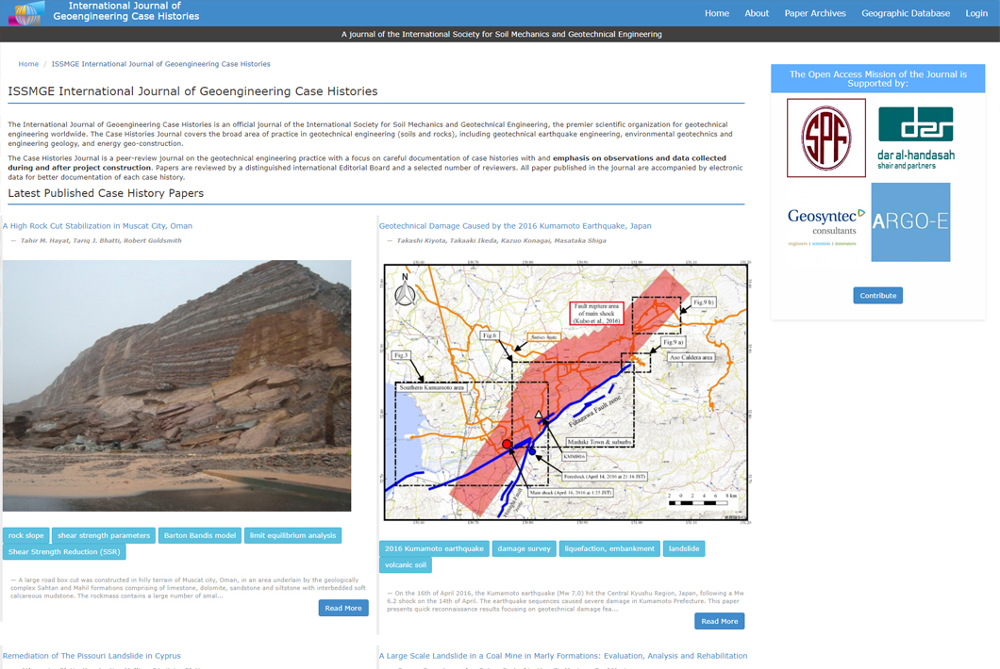 International Journal of
Geoengineering Case Histories
Home About Paper Archives Geographic Database Login
A journal of the International Society for Soil Mechanics and Geotechnical Engineering
Home / ISSMGE International Journal of Geoengineering Case Histories
ISSMGE International Journal of Geoengineering Case Histories
The International Journal of Geoengineering Case Histories is an official journal of the International Society for Soil Mechanics and Geotechnical Engineering, the premier scientific organization for geotechnical
engineering worldwide. The Case Histories Journal covers the broad area of practice in geotechnical engineering (soils and rocks), including geotechnical earthquake engineering, environmental geotechnics and
engineering geology, and energy geo-construction.
The Case Histories Journal is a peer-review journal on the geotechnical engineering practice with a focus on careful documentation of case histories with and emphasis on observations and data collected
during and after project construction. Papers are reviewed by a distinguished international Editorial Board and a selected number of reviewers. All paper published in the journal are accompanied by electronic
data for better documentation of each case history.
Latest Published Case History Papers
A High Rock Cut Stabilization in Muscat City, Oman
— Tahir M. Hayat, Tariq J. Bhatti, Robert Goldsmith
rock slope shear strength parameters Barton Bandis model limit equilibrium analysis
Shear Strength Reduction (SSR)
— A large road box cut was constructed in hilly terrain of Muscat city, Oman, in an area underlain by the geologically
complex Sahtan and Mahil formations comprising of limestone, dolomite, sandstone and siltstone with interbedded soft
calcareous mudstone. The rockmass contains a large number of smal...
Read More
Geotechnical Damage Caused by the 2016 Kumamoto Earthquake, Japan
— Takashi Kiyota, Takaaki Ikeda, Kazuo Konagai, Masataka Shiga
N
Fault rupture area
of main shock
(Kubo et al., 2016)
Fig.9 b)
Fig.6
Fig.9 a)
Fig.3
Aso Caldera area
Southern Kumamoto area
Futagawa Fault zone
Mashiki Town & suburbs
KMMH16
Foreshock (April 14, 2016 at 21:26 JST)
Main shock (April 16, 2016 at 1:25 JST)
2 0 2 4 6 8 km
2016 Kumamoto earthquake damage survey liquefaction, embankment landslide
volcanic soil
— On the 16th of April 2016, the Kumamoto earthquake (Mw 7.0) hit the Central Kyushu Region, Japan, following a Mw
6.2 shock on the 14th of April. The earthquake sequences caused severe damage in Kumamoto Prefecture. This paper
presents quick reconnaissance results focusing on geotechnical damage fea...
Read More
Remediation of The Pissouri Landslide in Cyprus
A Large Scale Landslide in a Coal Mine in Marly Formations: Evaluation, Analysis and Rehabilitation
The Open Access Mission of the Journal is
Supported by:
SPF
dar
dar al-handasah
shair and partners
Geosyntec
consultants
engineers | scientists | innovators
ARGO-E
Contribute